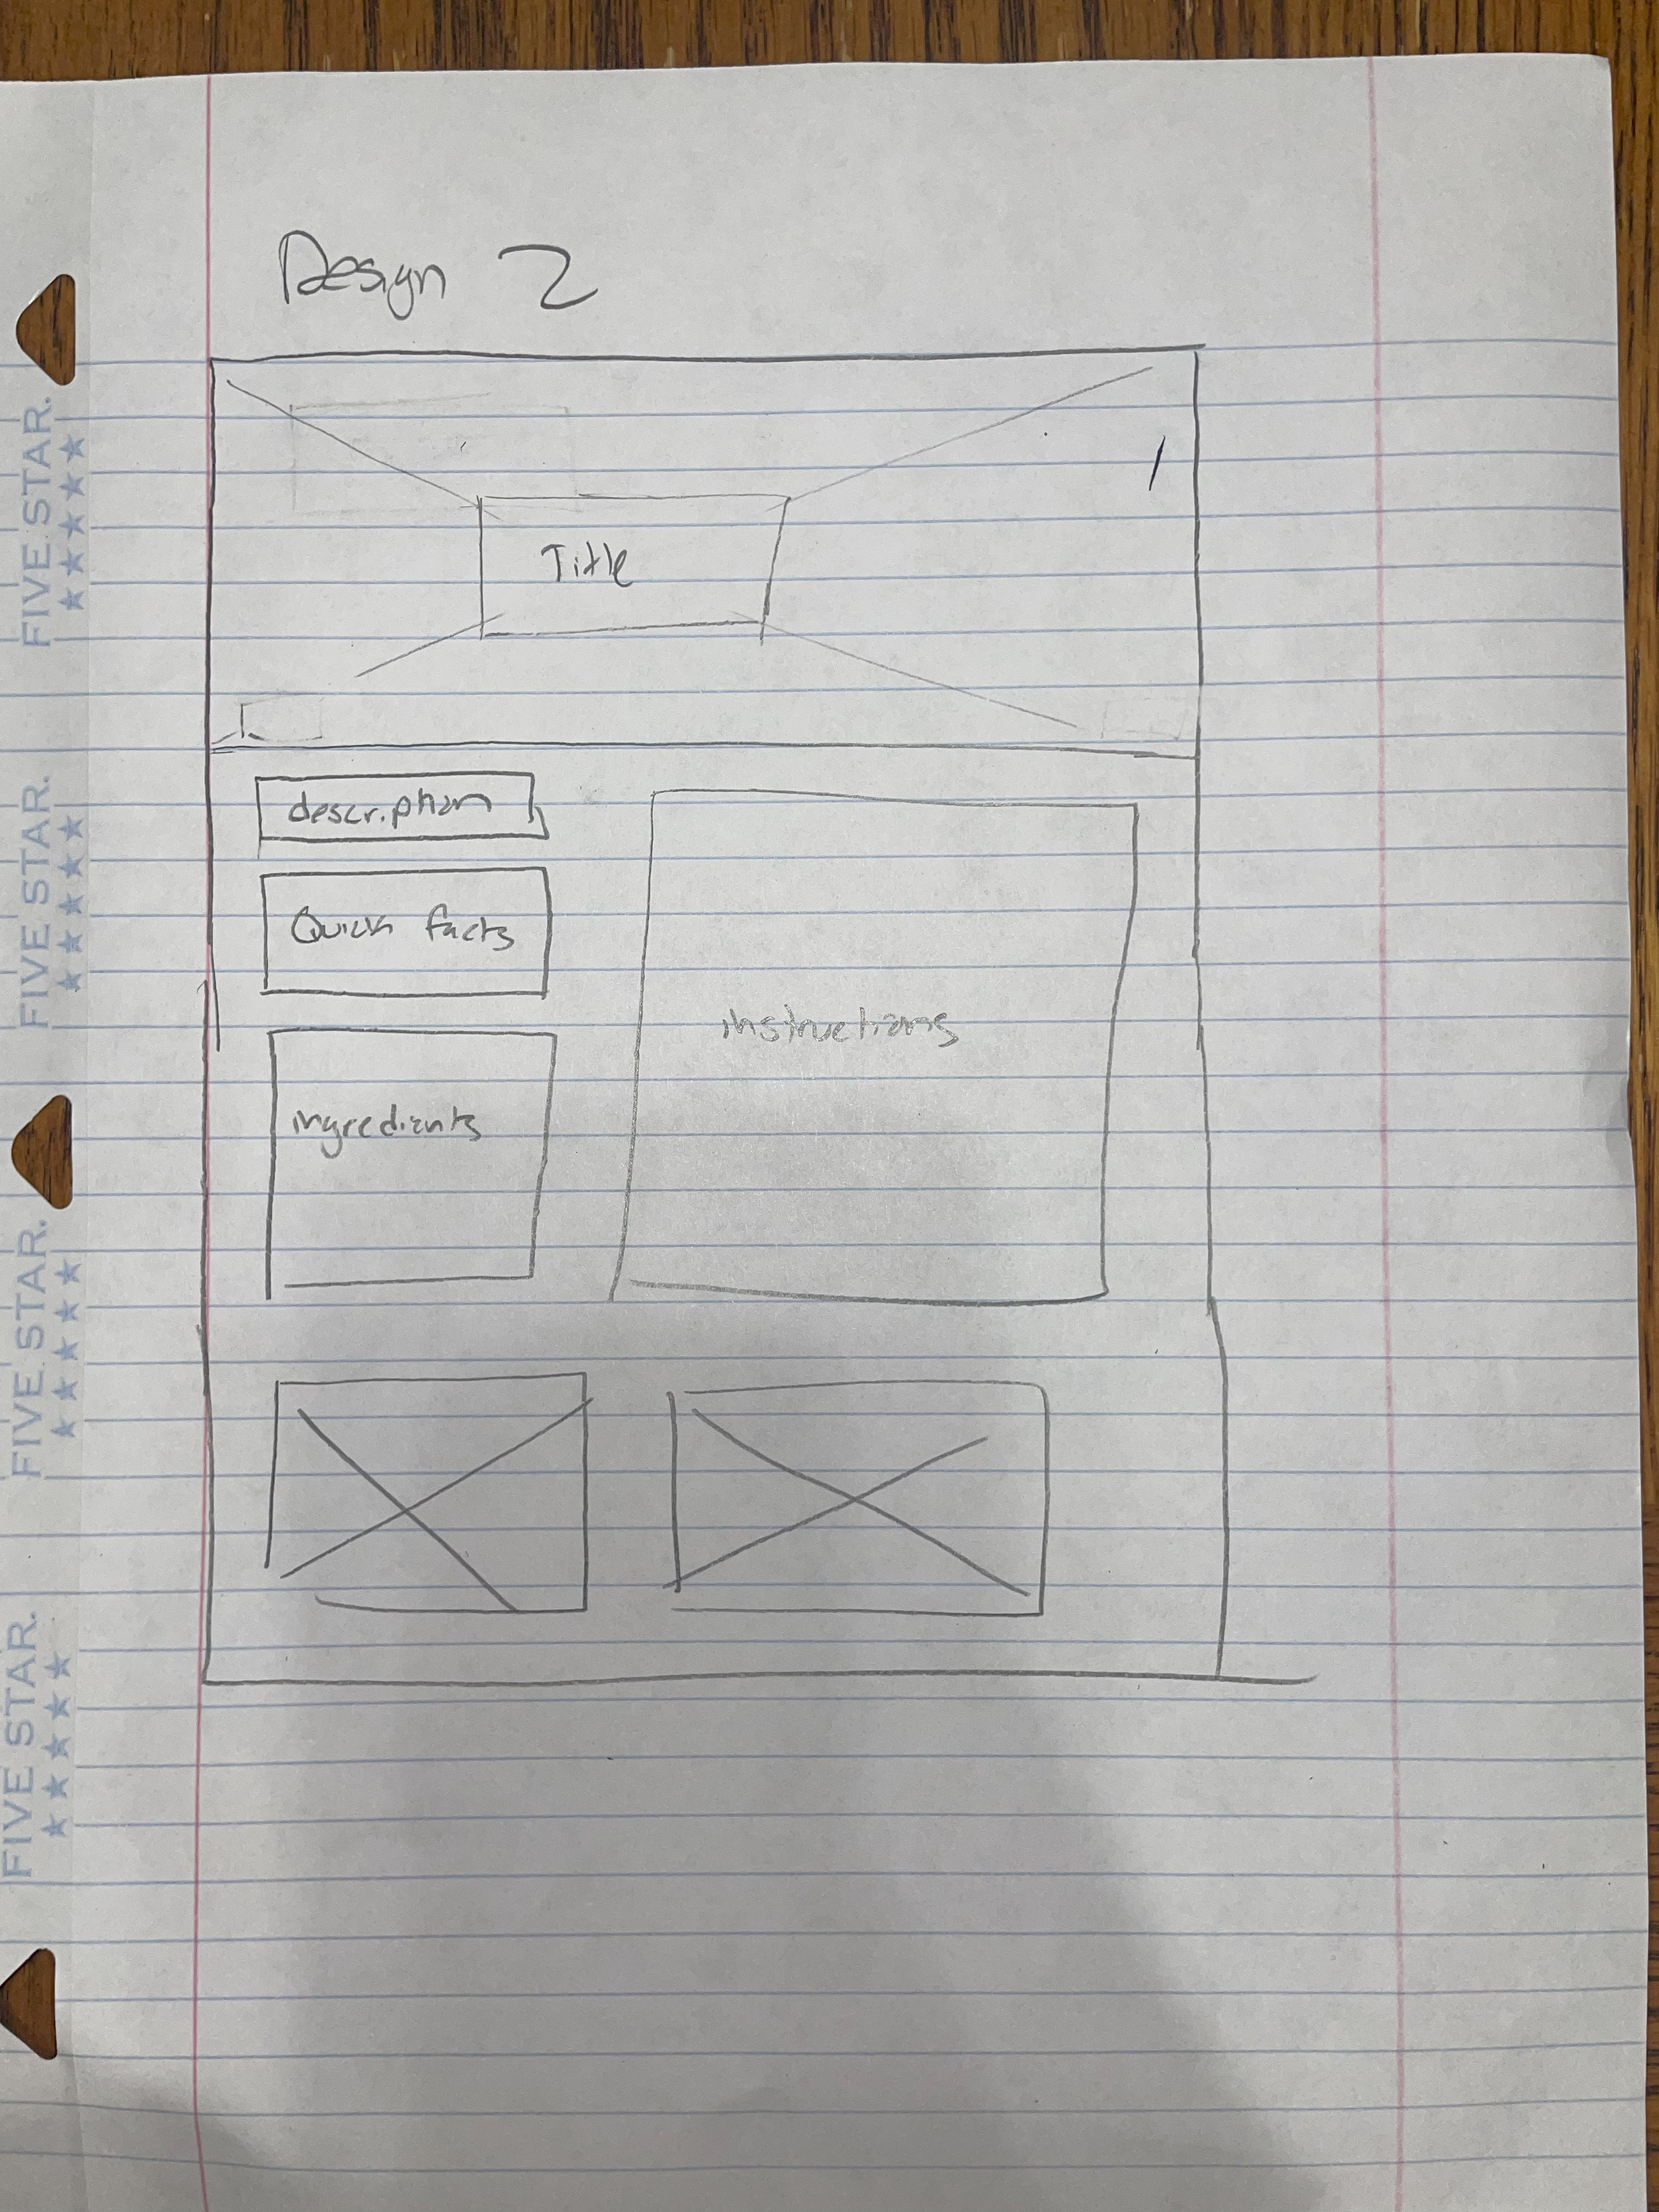 Design 2
Title
description
Quick facts
ingredients
instructions
FIVE STAR.
FIVE STAR.
FIVE STAR.
FIVE STAR.